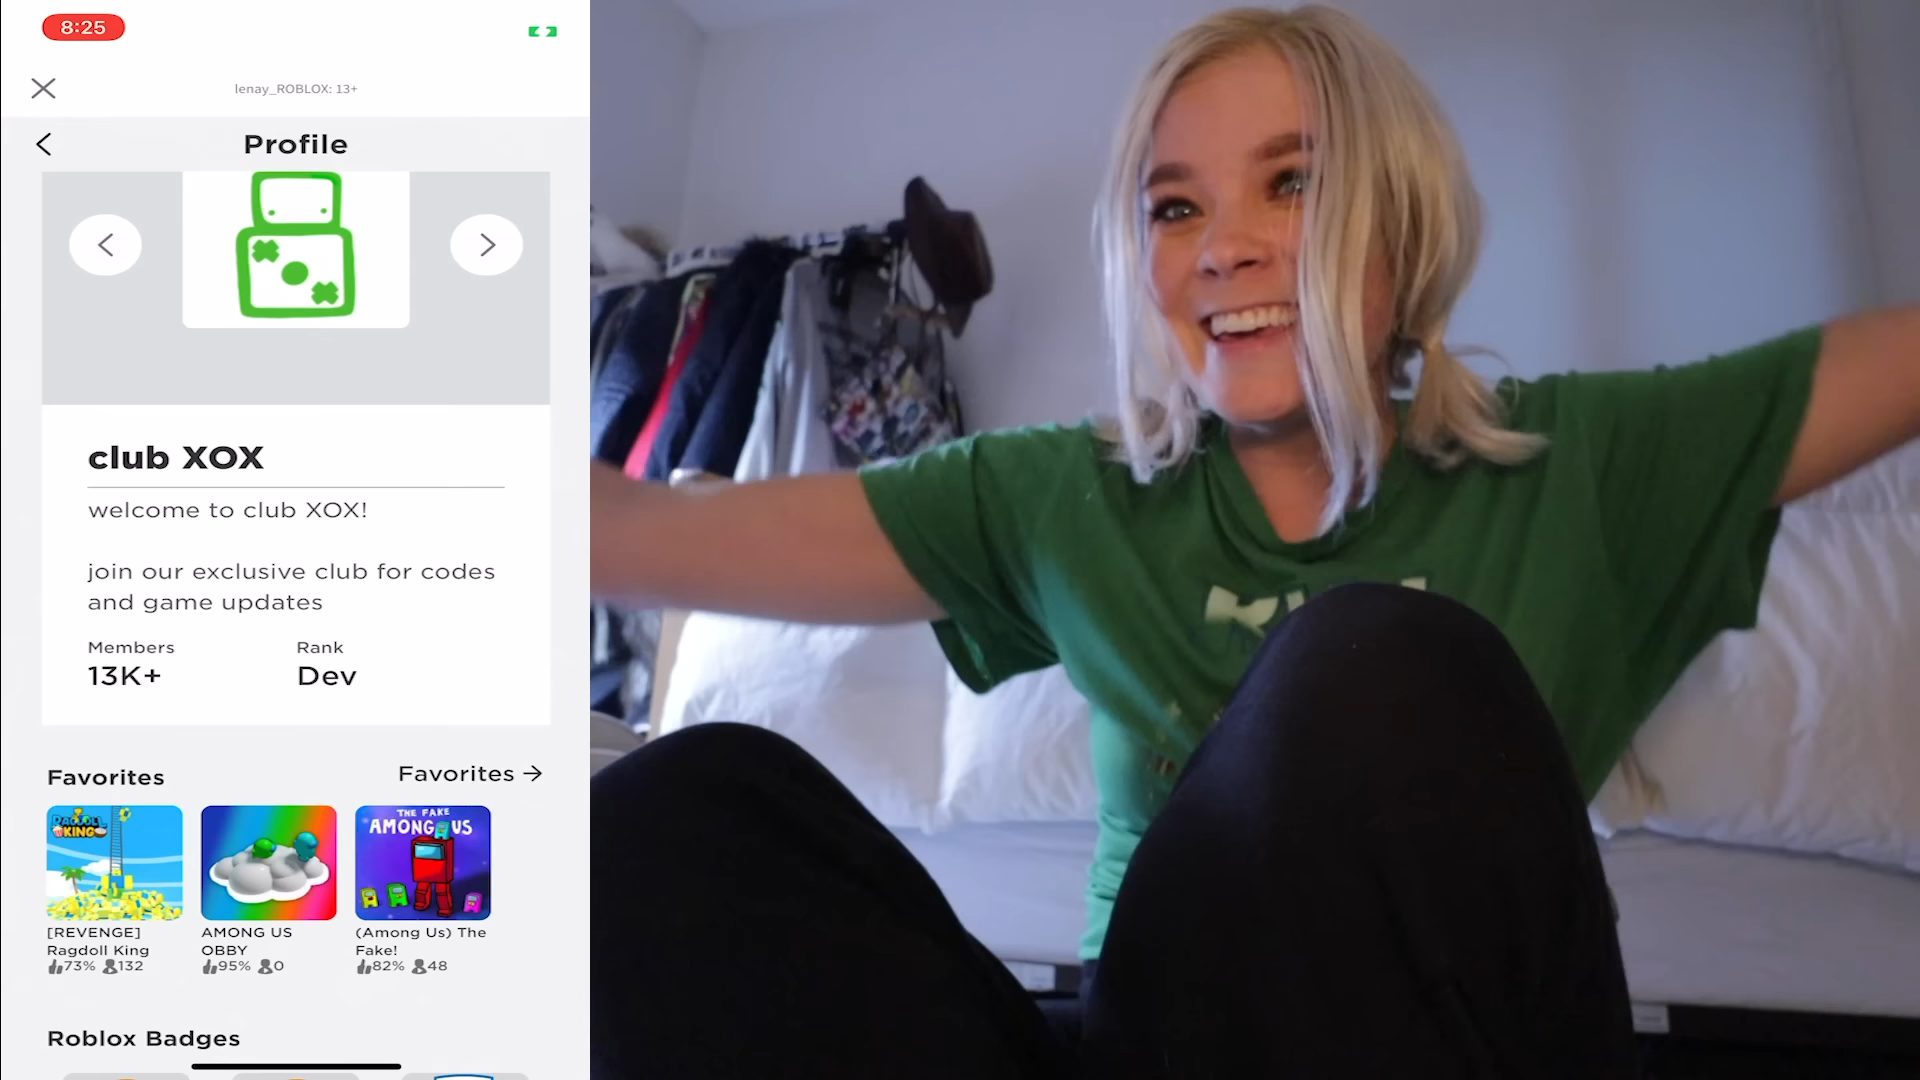 8:25
lenay_ROBLOX: 13+
Profile
club XOX
welcome to club XOX!
join our exclusive club for codes
and game updates
Members
Rank
13K+
Dev
Favorites
Favorites →
RAGDOLL
KING
THE FAKE
AMONG US
[REVENGE]
Ragdoll King
73% 132
AMONG US
OBBY
95% 0
(Among Us) The
Fake!
82% 48
Roblox Badges